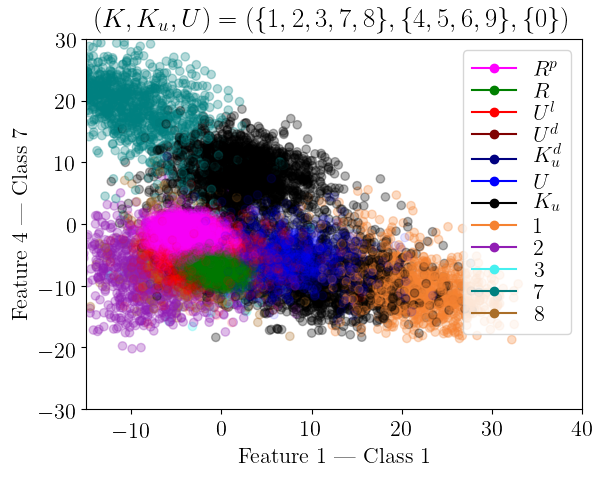 (K, K_u, U) = ({1, 2, 3, 7, 8}, {4, 5, 6, 9}, {0})
30
20
10
0
−10
−20
−30
Feature 4 — Class 7
−10
0
10
20
30
40
Feature 1 — Class 1
R^p
R
U^l
U^d
K_u^d
U
K_u
1
2
3
7
8